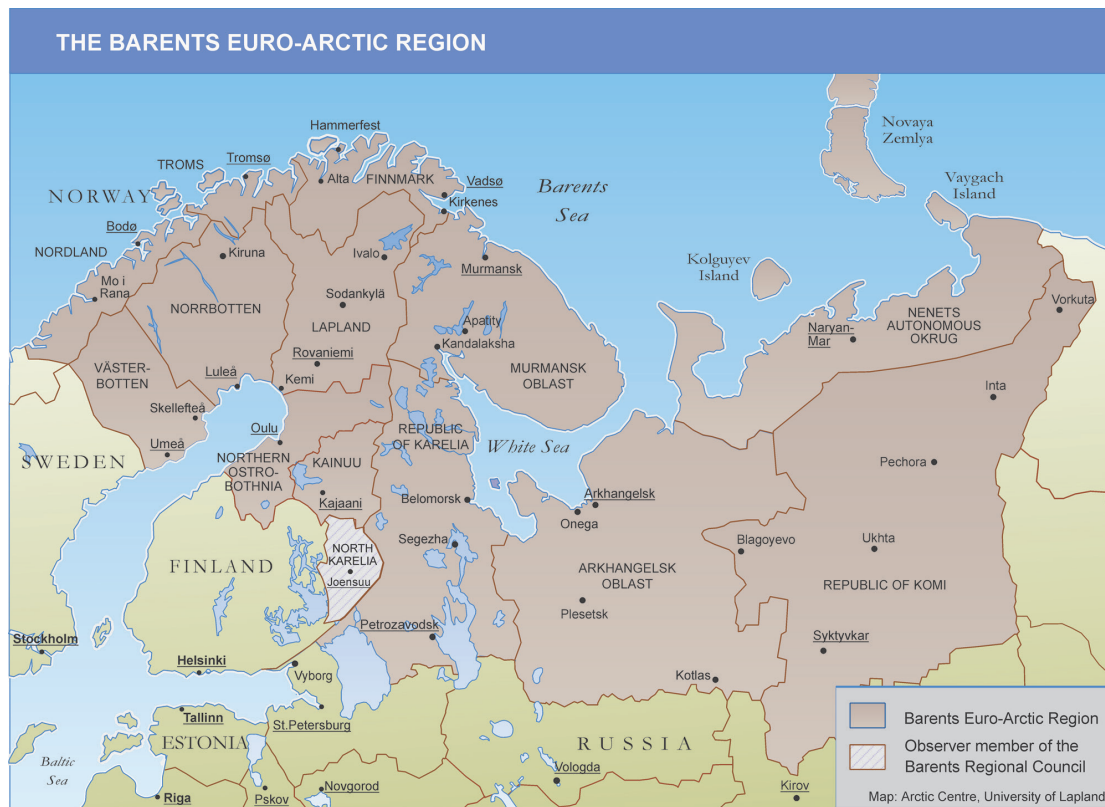 THE BARENTS EURO-ARCTIC REGION
Hammerfest
Novaya
Zemlya
TROMS
Tromsø
Alta
FINNMARK
Vadsø
Kirkenes
Barents
Sea
Vaygach
Island
NORWAY
Bodø
NORDLAND
Kiruna
Ivalo
Murmansk
Kolguyev
Island
Mo i
Rana
NORRBOTTEN
Sodankylä
LAPLAND
Apatity
Kandalaksha
Naryan-
Mar
NENETS
AUTONOMOUS
OKRUG
Vorkuta
VÄSTER-
BOTTEN
Luleå
Rovaniemi
Kemi
MURMANSK
OBLAST
Inta
Skellefteå
Umeå
Oulu
REPUBLIC
OF KARELIA
White Sea
SWEDEN
NORTHERN
OSTRO-
BOTHNIA
KAINUU
Kajaani
Pechora
Belomorsk
Arkhangelsk
Onega
Segezha
Blagoyevo
Ukhta
NORTH
KARELIA
Joensuu
FINLAND
ARKHANGELSK
OBLAST
REPUBLIC OF KOMI
Plesetsk
Stockholm
Petrozavodsk
Syktyvkar
Helsinki
Vyborg
Kotlas
Tallinn
St.Petersburg
ESTONIA
RUSSIA
Baltic
Sea
Riga
Pskov
Novgorod
Vologda
Kirov
Barents Euro-Arctic Region
Observer member of the
Barents Regional Council
Map: Arctic Centre, University of Lapland